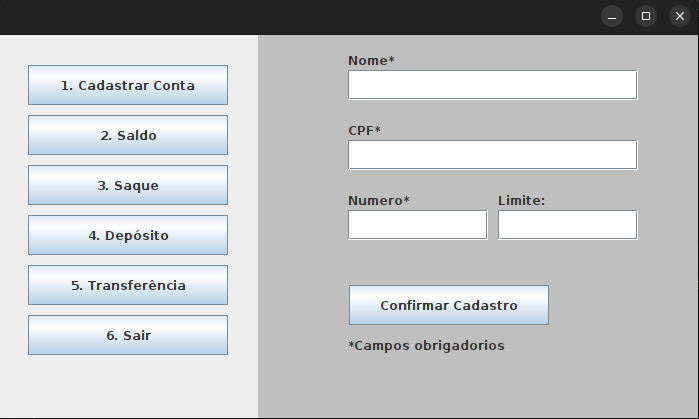 1. Cadastrar Conta
2. Saldo
3. Saque
4. Depósito
5. Transferência
6. Sair
Nome*
CPF*
Numero*
Limite:
Confirmar Cadastro
*Campos obrigadorios